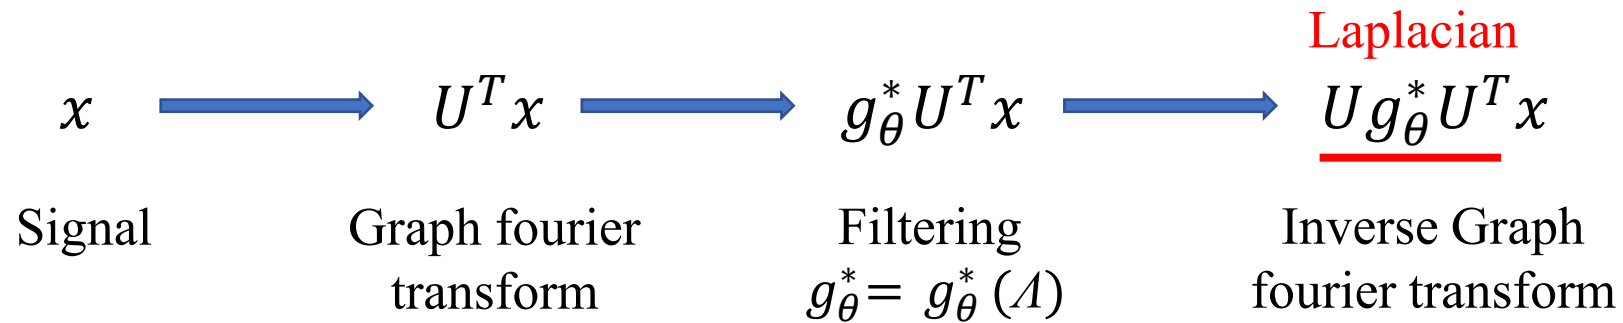 Laplacian
x → U^T x → g_θ^* U^T x → U g_θ^* U^T x
Signal
Graph fourier
transform
Filtering
g_θ^* = g_θ^* (Λ)
Inverse Graph
fourier transform